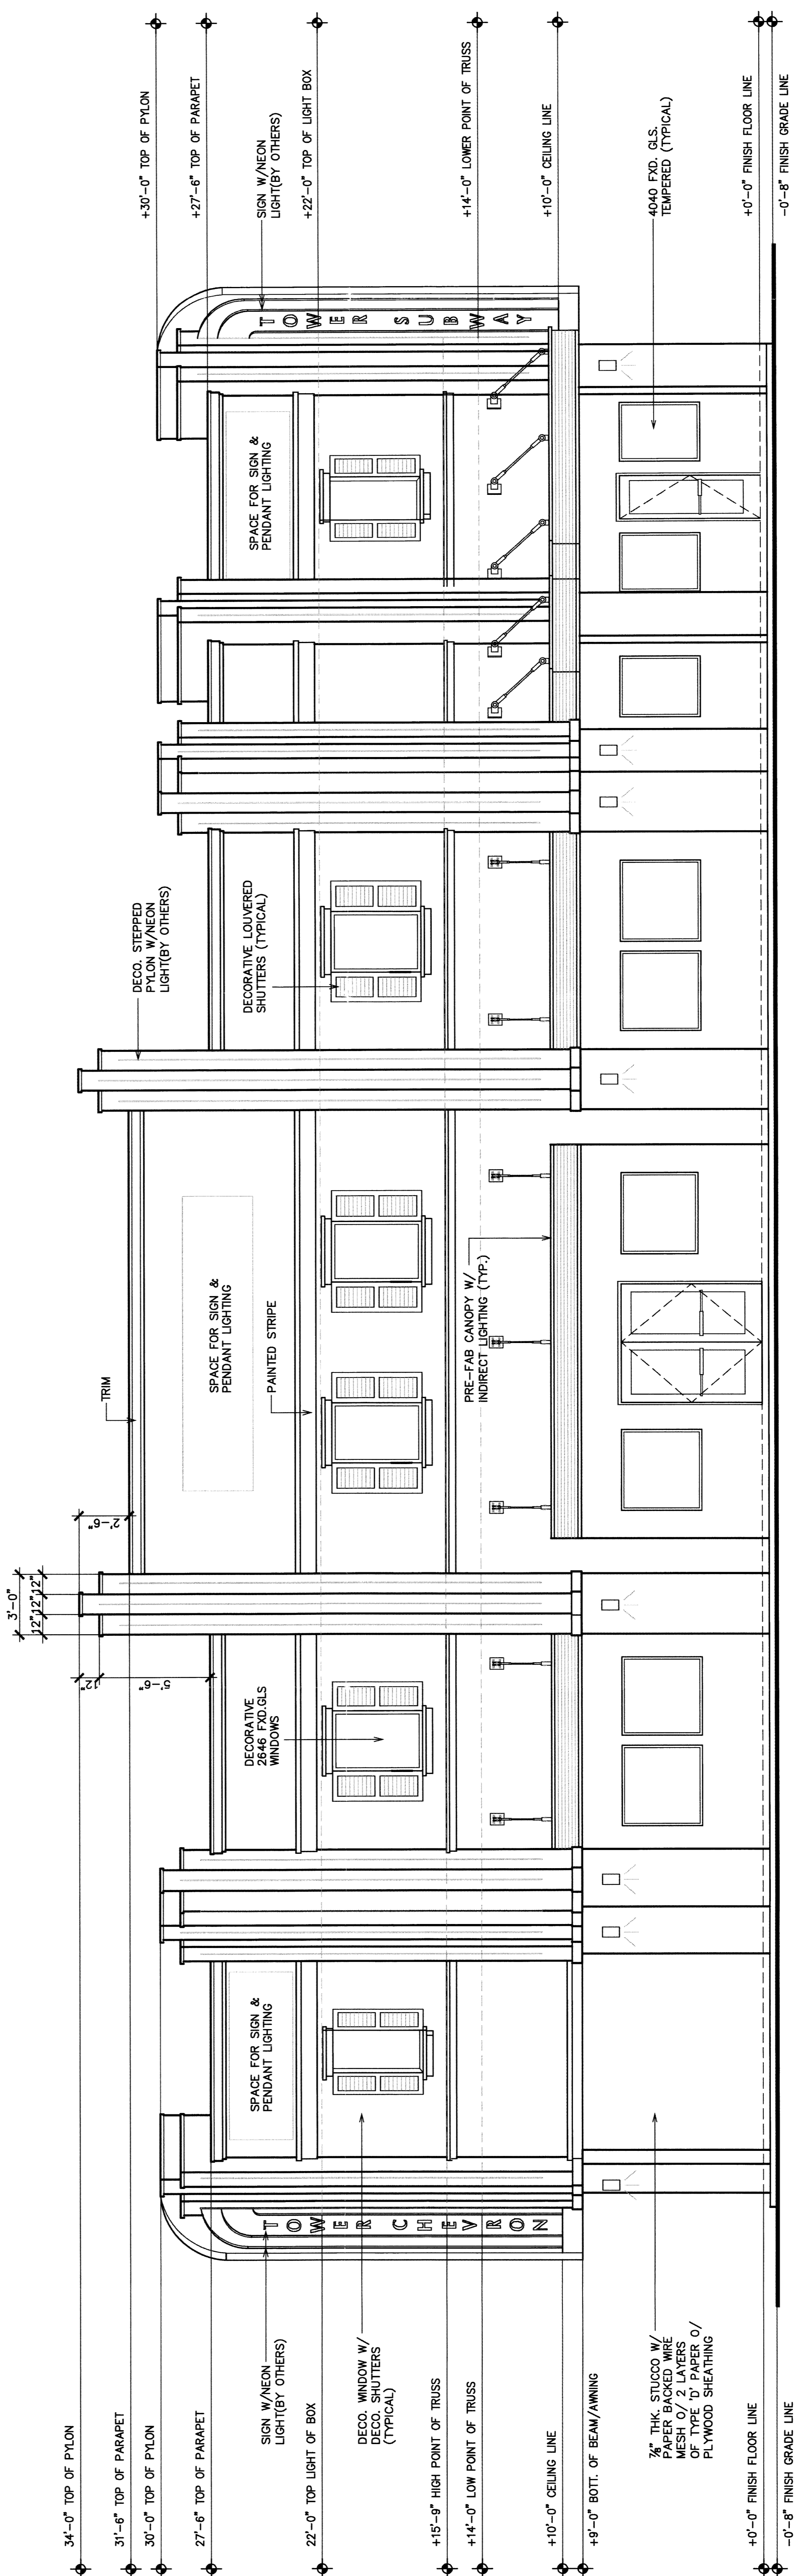 34'-0" TOP OF PYLON
31'-6" TOP OF PARAPET
30'-0" TOP OF PYLON
27'-6" TOP OF PARAPET
SIGN W/NEON
LIGHT(BY OTHERS)
22'-0" TOP LIGHT OF BOX
DECO. WINDOW W/
DECO. SHUTTERS
(TYPICAL)
+15'-9" HIGH POINT OF TRUSS
+14'-0" LOW POINT OF TRUSS
+10'-0" CEILING LINE
+9'-0" BOTT. OF BEAM/AWNING
7/8" THK. STUCCO W/
PAPER BACKED WIRE
MESH O/ 2 LAYERS
OF TYPE 'D' PAPER O/
PLYWOOD SHEATHING
+0'-0" FINISH FLOOR LINE
-0'-8" FINISH GRADE LINE
TOWER CHEVRON
SPACE FOR SIGN &
PENDANT LIGHTING
DECORATIVE
2646 FXD.GLS
WINDOWS
12"
5'-6"
3'-0"
12" 12" 12"
2'-6"
TRIM
SPACE FOR SIGN &
PENDANT LIGHTING
PAINTED STRIPE
PRE-FAB CANOPY W/
INDIRECT LIGHTING (TYP.)
DECO. STEPPED
PYLON W/NEON
LIGHT(BY OTHERS)
DECORATIVE LOUVERED
SHUTTERS (TYPICAL)
SPACE FOR SIGN &
PENDANT LIGHTING
TOWER SUBWAY
+30'-0" TOP OF PYLON
+27'-6" TOP OF PARAPET
SIGN W/NEON
LIGHT(BY OTHERS)
+22'-0" TOP OF LIGHT BOX
+14'-0" LOWER POINT OF TRUSS
+10'-0" CEILING LINE
4040 FXD. GLS.
TEMPERED (TYPICAL)
+0'-0" FINISH FLOOR LINE
-0'-8" FINISH GRADE LINE